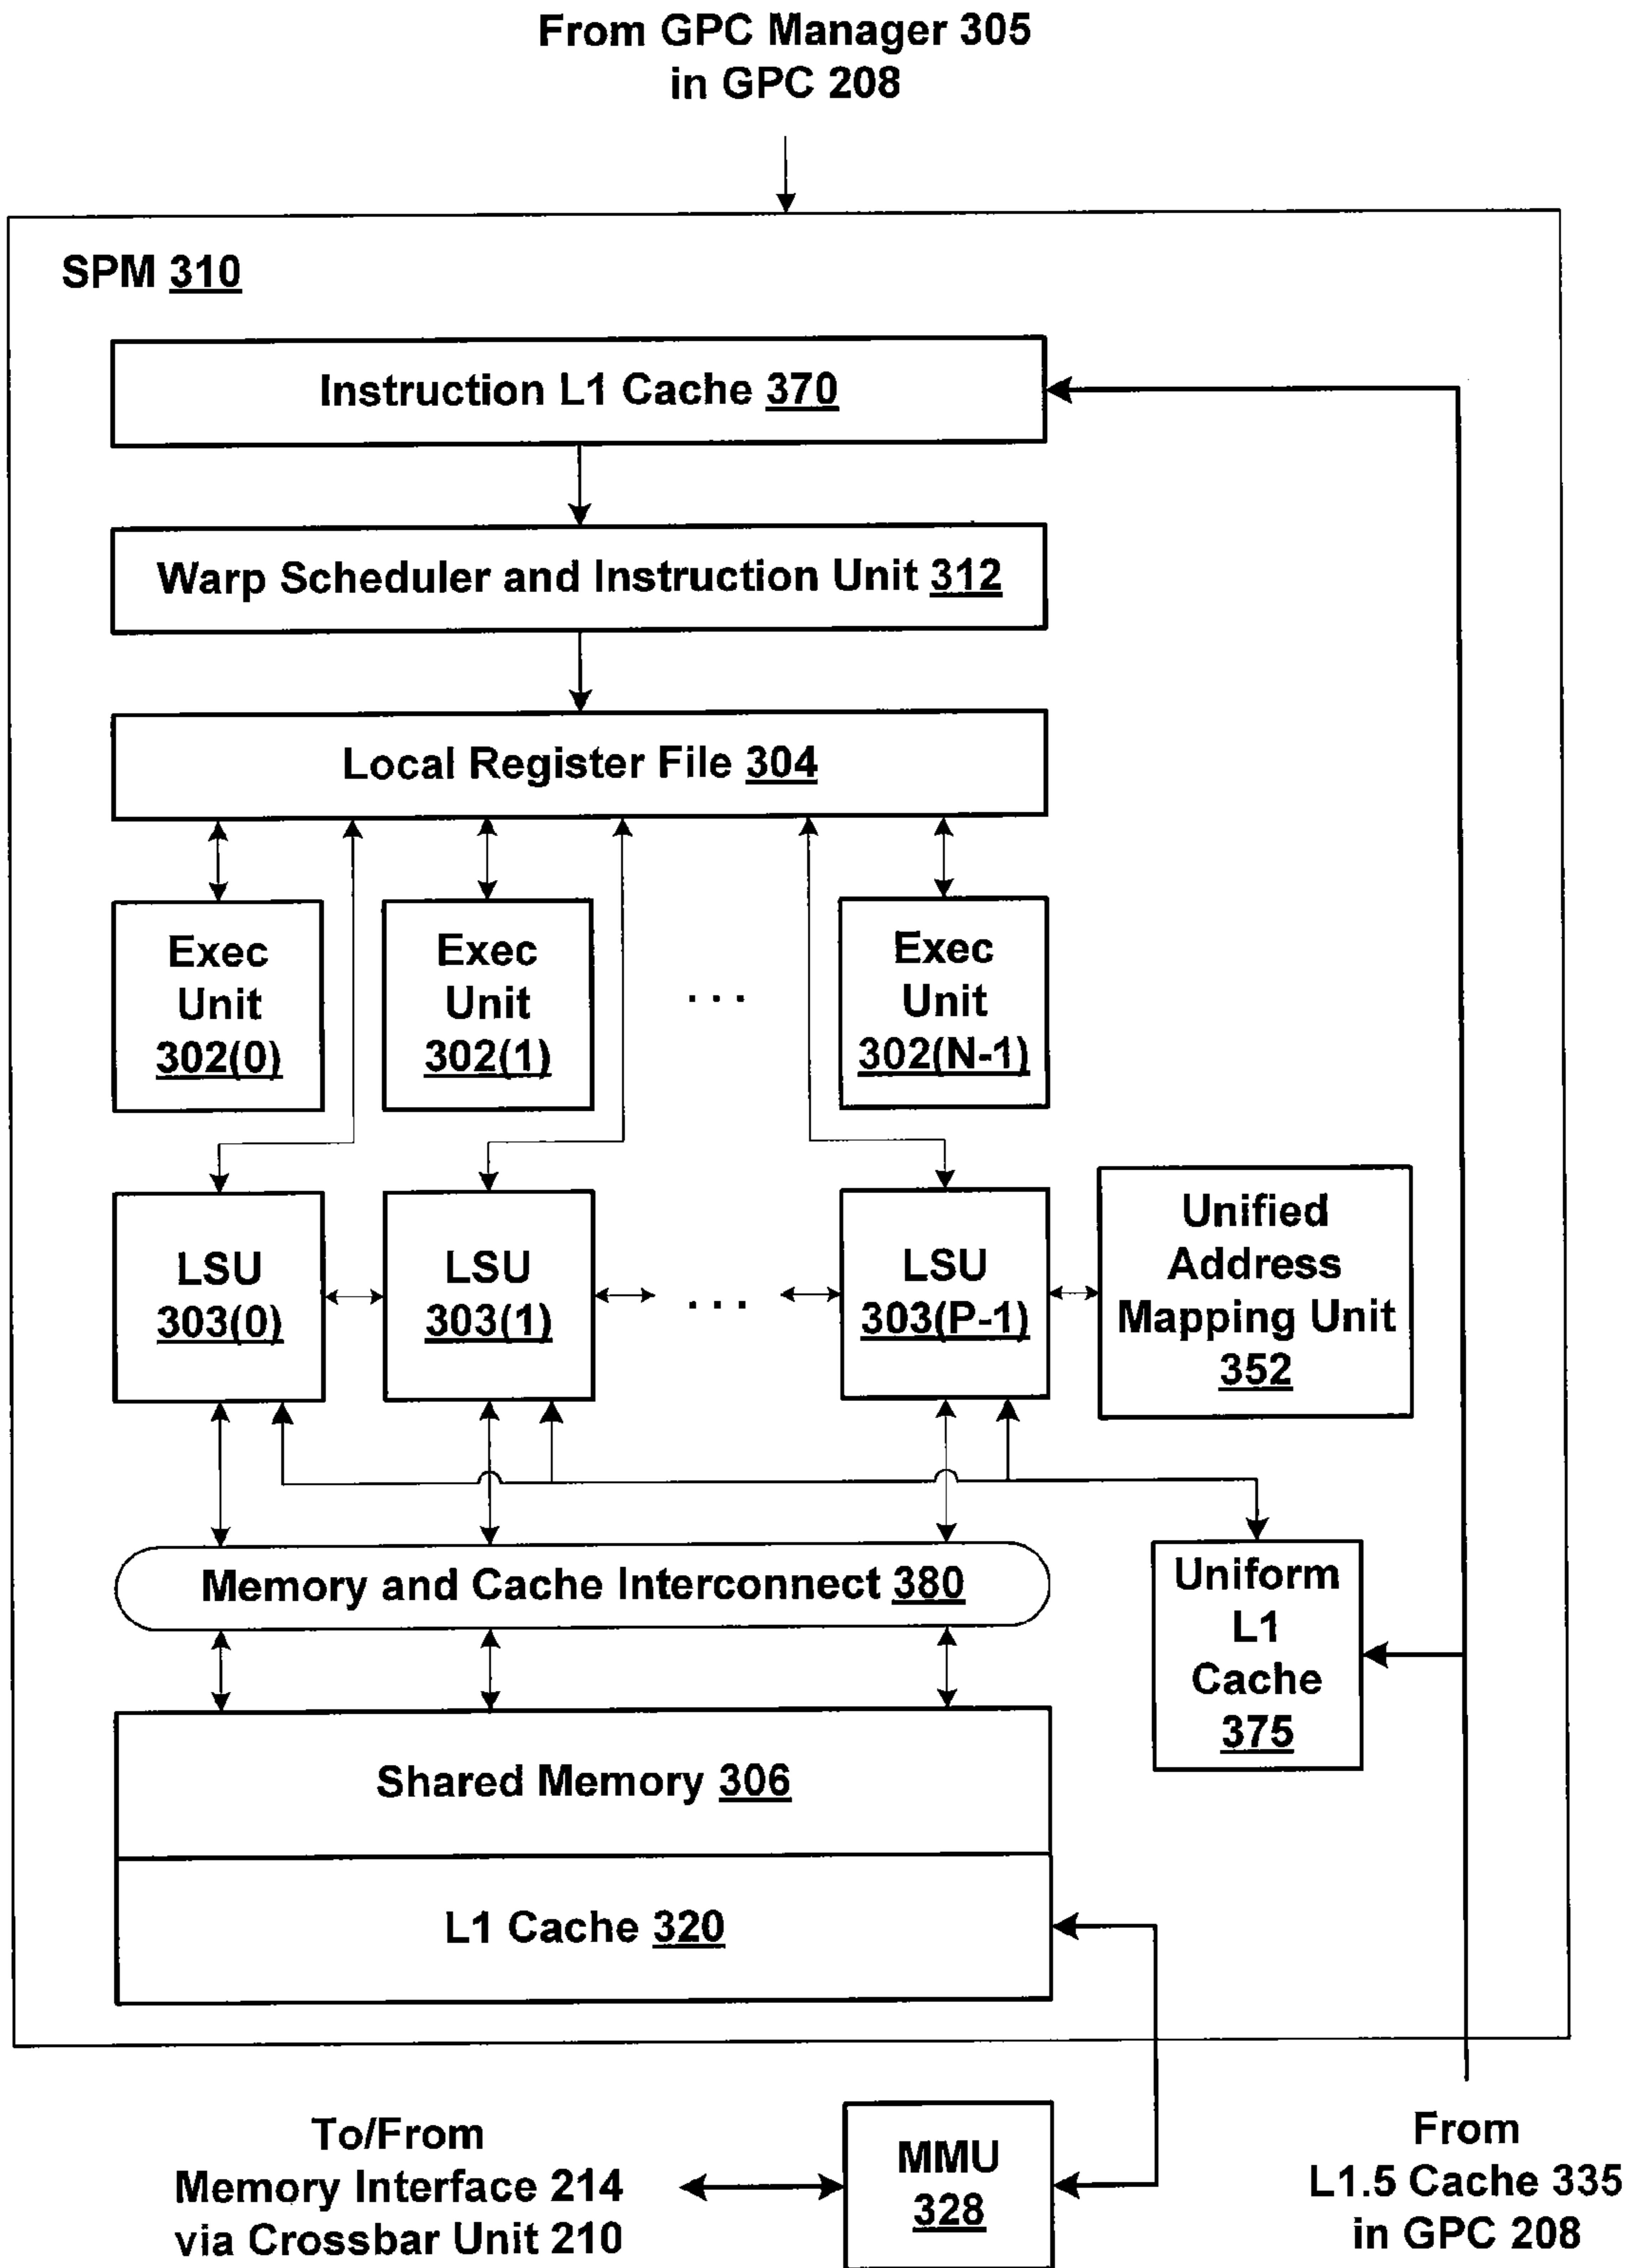 From GPC Manager 305
in GPC 208
SPM 310
Instruction L1 Cache 370
Warp Scheduler and Instruction Unit 312
Local Register File 304
Exec
Unit
302(0)
Exec
Unit
302(1)
. . .
Exec
Unit
302(N-1)
LSU
303(0)
LSU
303(1)
. . .
LSU
303(P-1)
Unified
Address
Mapping Unit
352
Memory and Cache Interconnect 380
Uniform
L1
Cache
375
Shared Memory 306
L1 Cache 320
To/From
Memory Interface 214
via Crossbar Unit 210
MMU
328
From
L1.5 Cache 335
in GPC 208